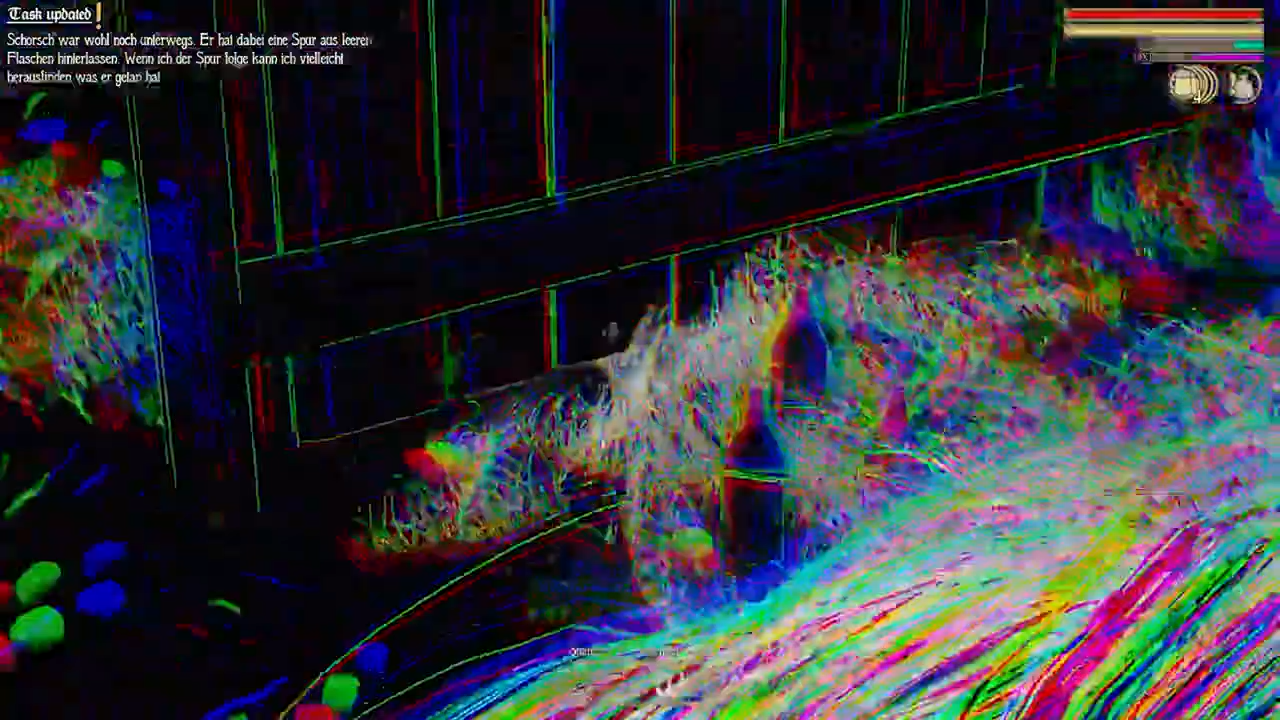 Task updated!
Schorsch war wohl noch unterwegs. Er hat dabei eine Spur aus leeren
Flaschen hinterlassen. Wenn ich der Spur folge kann ich vielleicht
herausfinden was er getan hat